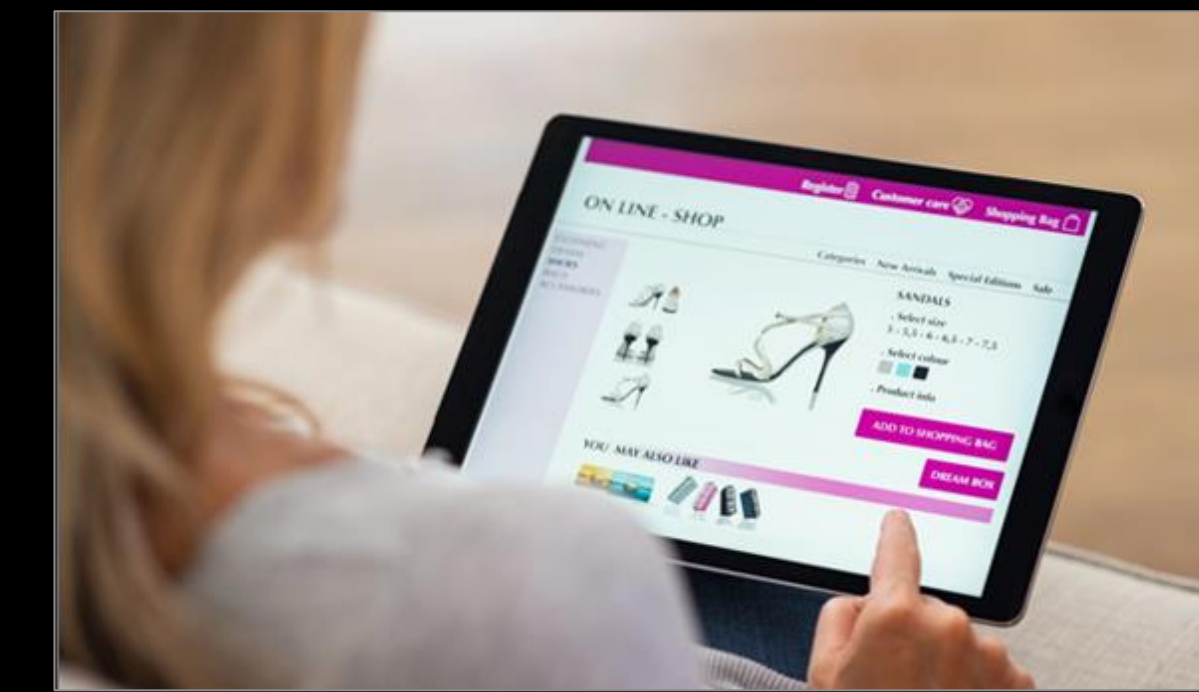 Register Customer care Shopping Bag
ON LINE - SHOP
Categories New Arrivals Special Editions Sale
SHOES
ACCESSORIES
SANDALS
. Select size
5 - 5,5 - 6 - 6,5 - 7 - 7,5
. Select colour
. Product info
ADD TO SHOPPING BAG
DREAM BOX
YOU MAY ALSO LIKE